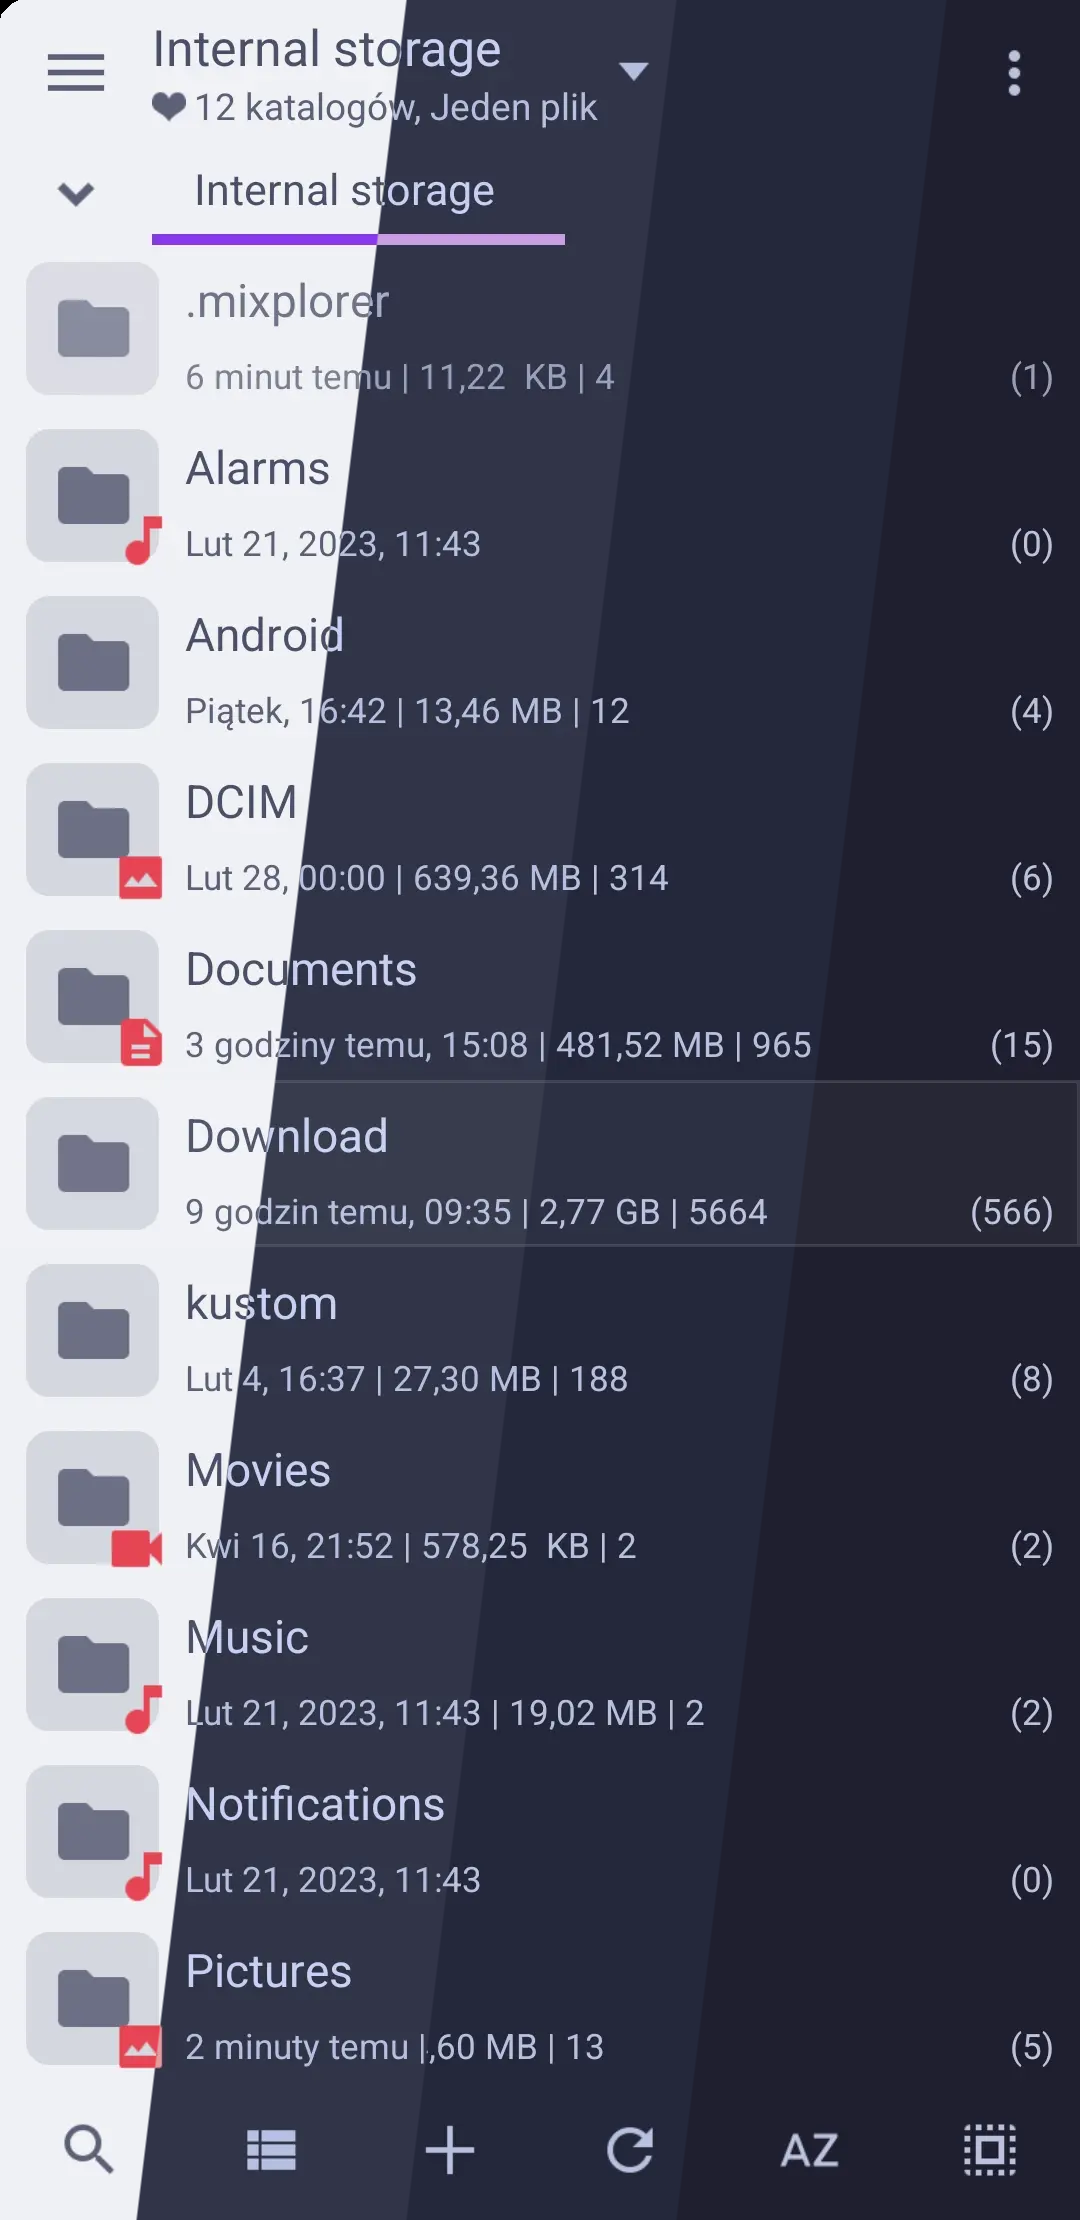 Internal storage
12 katalogów, Jeden plik
Internal storage
.mixplorer
6 minut temu | 11,22 KB | 4
(1)
Alarms
Lut 21, 2023, 11:43
(0)
Android
Piątek, 16:42 | 13,46 MB | 12
(4)
DCIM
Lut 28, 00:00 | 639,36 MB | 314
(6)
Documents
3 godziny temu, 15:08 | 481,52 MB | 965
(15)
Download
9 godzin temu, 09:35 | 2,77 GB | 5664
(566)
kustom
Lut 4, 16:37 | 27,30 MB | 188
(8)
Movies
Kwi 16, 21:52 | 578,25 KB | 2
(2)
Music
Lut 21, 2023, 11:43 | 19,02 MB | 2
(2)
Notifications
Lut 21, 2023, 11:43
(0)
Pictures
2 minuty temu |,60 MB | 13
(5)
AZ